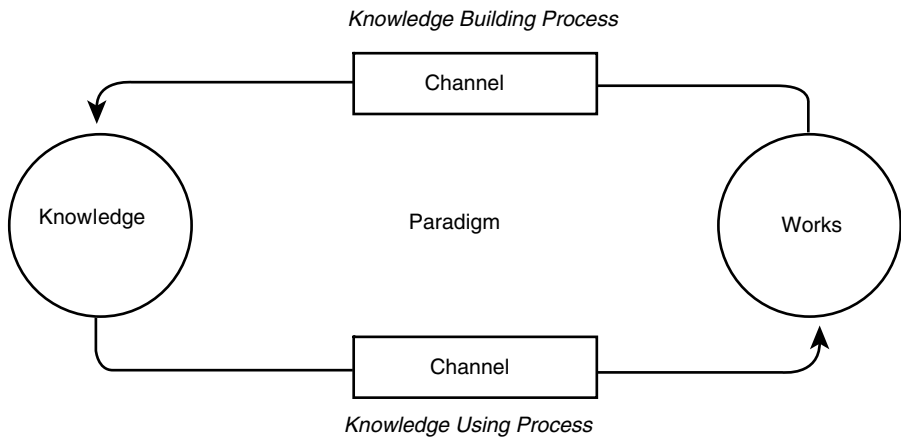 Knowledge Building Process
Channel
Knowledge
Paradigm
Works
Channel
Knowledge Using Process